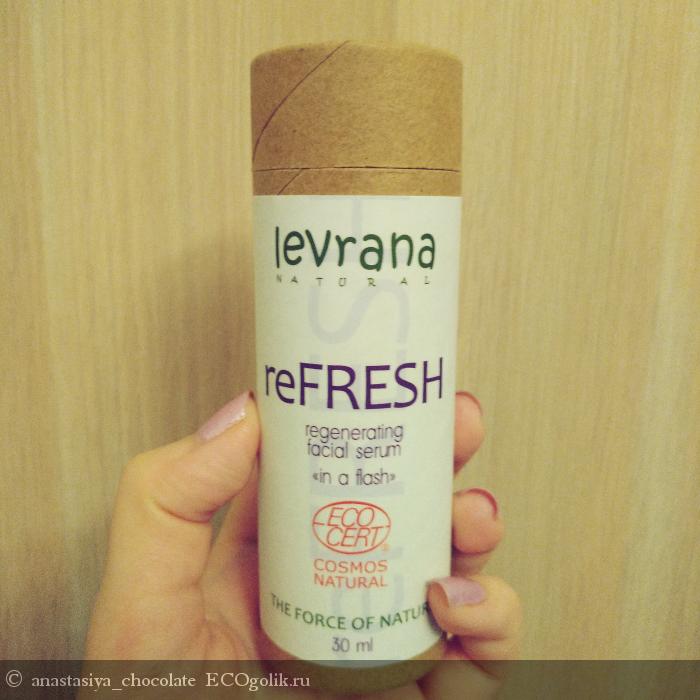 levrana
NATURAL
reFRESH
regenerating
facial serum
«in a flash»
ECO
CERT
COSMOS
NATURAL
THE FORCE OF NATUR
30 ml
© anastasiya_chocolate ECOgolik.ru